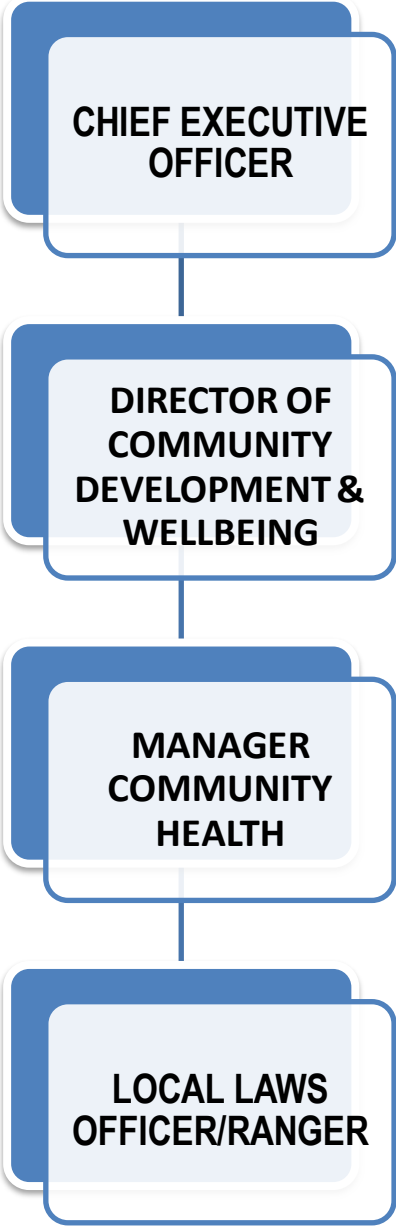 CHIEF EXECUTIVE
OFFICER
DIRECTOR OF
COMMUNITY
DEVELOPMENT &
WELLBEING
MANAGER
COMMUNITY
HEALTH
LOCAL LAWS
OFFICER/RANGER